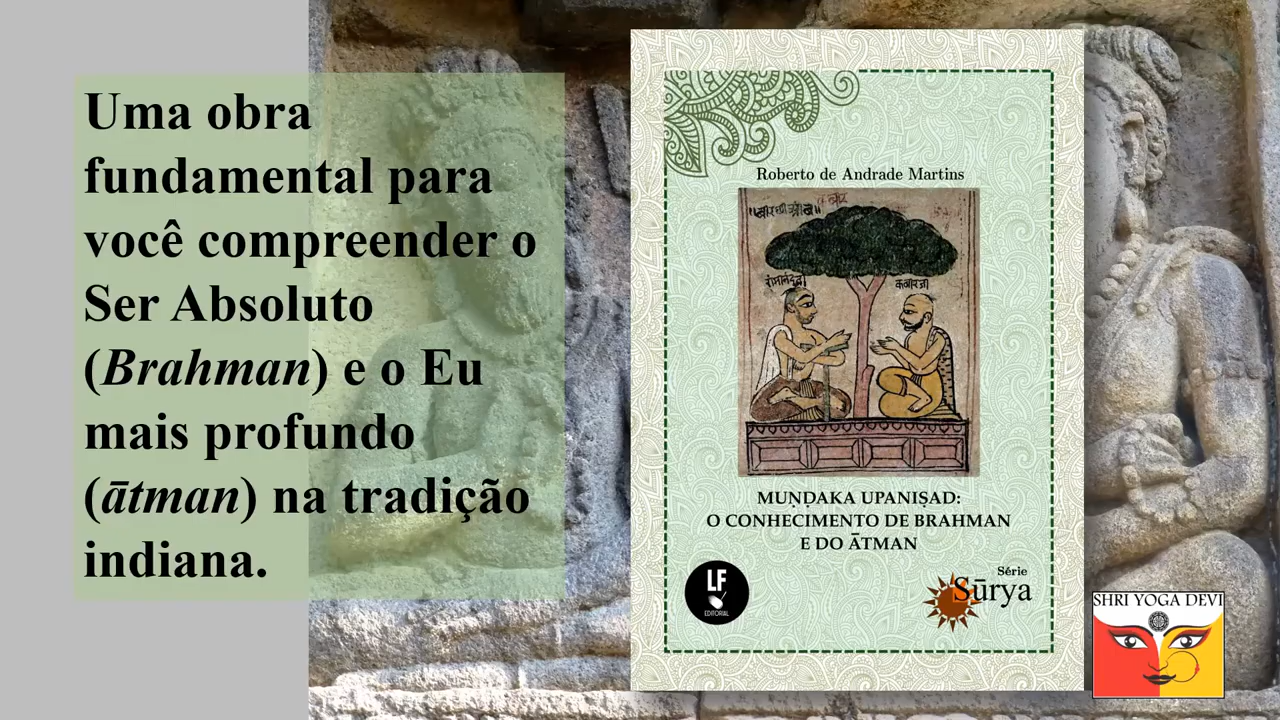 Uma obra
fundamental para
você compreender o
Ser Absoluto
(Brahman) e o Eu
mais profundo
(ātman) na tradição
indiana.
Roberto de Andrade Martins
MUṆḌAKA UPANIṢAD:
O CONHECIMENTO DE BRAHMAN
E DO ĀTMAN
LF
EDITORIAL
Série
Sūrya
SHRI YOGA DEVI